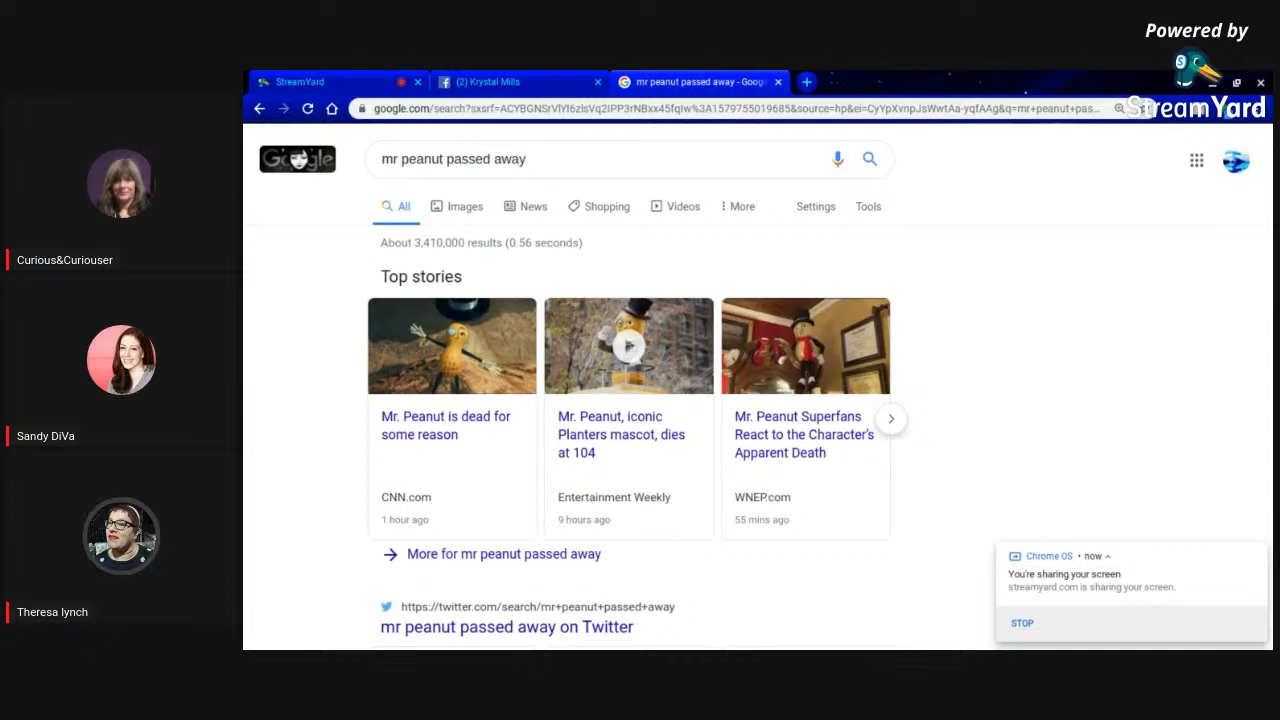 Powered by
StreamYard
StreamYard
(2) Krystal Mills
mr peanut passed away - Goog
google.com/search?sxsrf=ACYBGNSrVlYI6zlsVq2IPP3rNBxx45fqIw%3A1579755019685&source=hp&ei=CyYpXvnpJsWwtAa-yqfAAg&q=mr+peanut+pas...
Google
mr peanut passed away
All
Images
News
Shopping
Videos
More
Settings
Tools
About 3,410,000 results (0.56 seconds)
Top stories
Mr. Peanut is dead for
some reason
CNN.com
1 hour ago
Mr. Peanut, iconic
Planters mascot, dies
at 104
Entertainment Weekly
9 hours ago
Mr. Peanut Superfans
React to the Character's
Apparent Death
WNEP.com
55 mins ago
More for mr peanut passed away
https://twitter.com/search/mr+peanut+passed+away
mr peanut passed away on Twitter
Curious&Curiouser
Sandy DiVa
Theresa lynch
Chrome OS • now
You're sharing your screen
streamyard.com is sharing your screen.
STOP